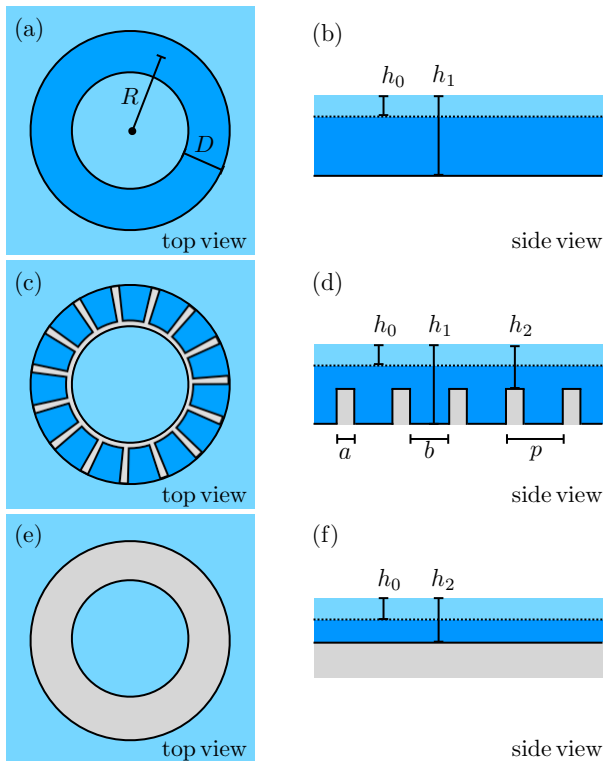 (a)
R
D
top view
(b)
h₀ h₁
side view
(c)
top view
(d)
h₀ h₁ h₂
a b p
side view
(e)
top view
(f)
h₀ h₂
side view